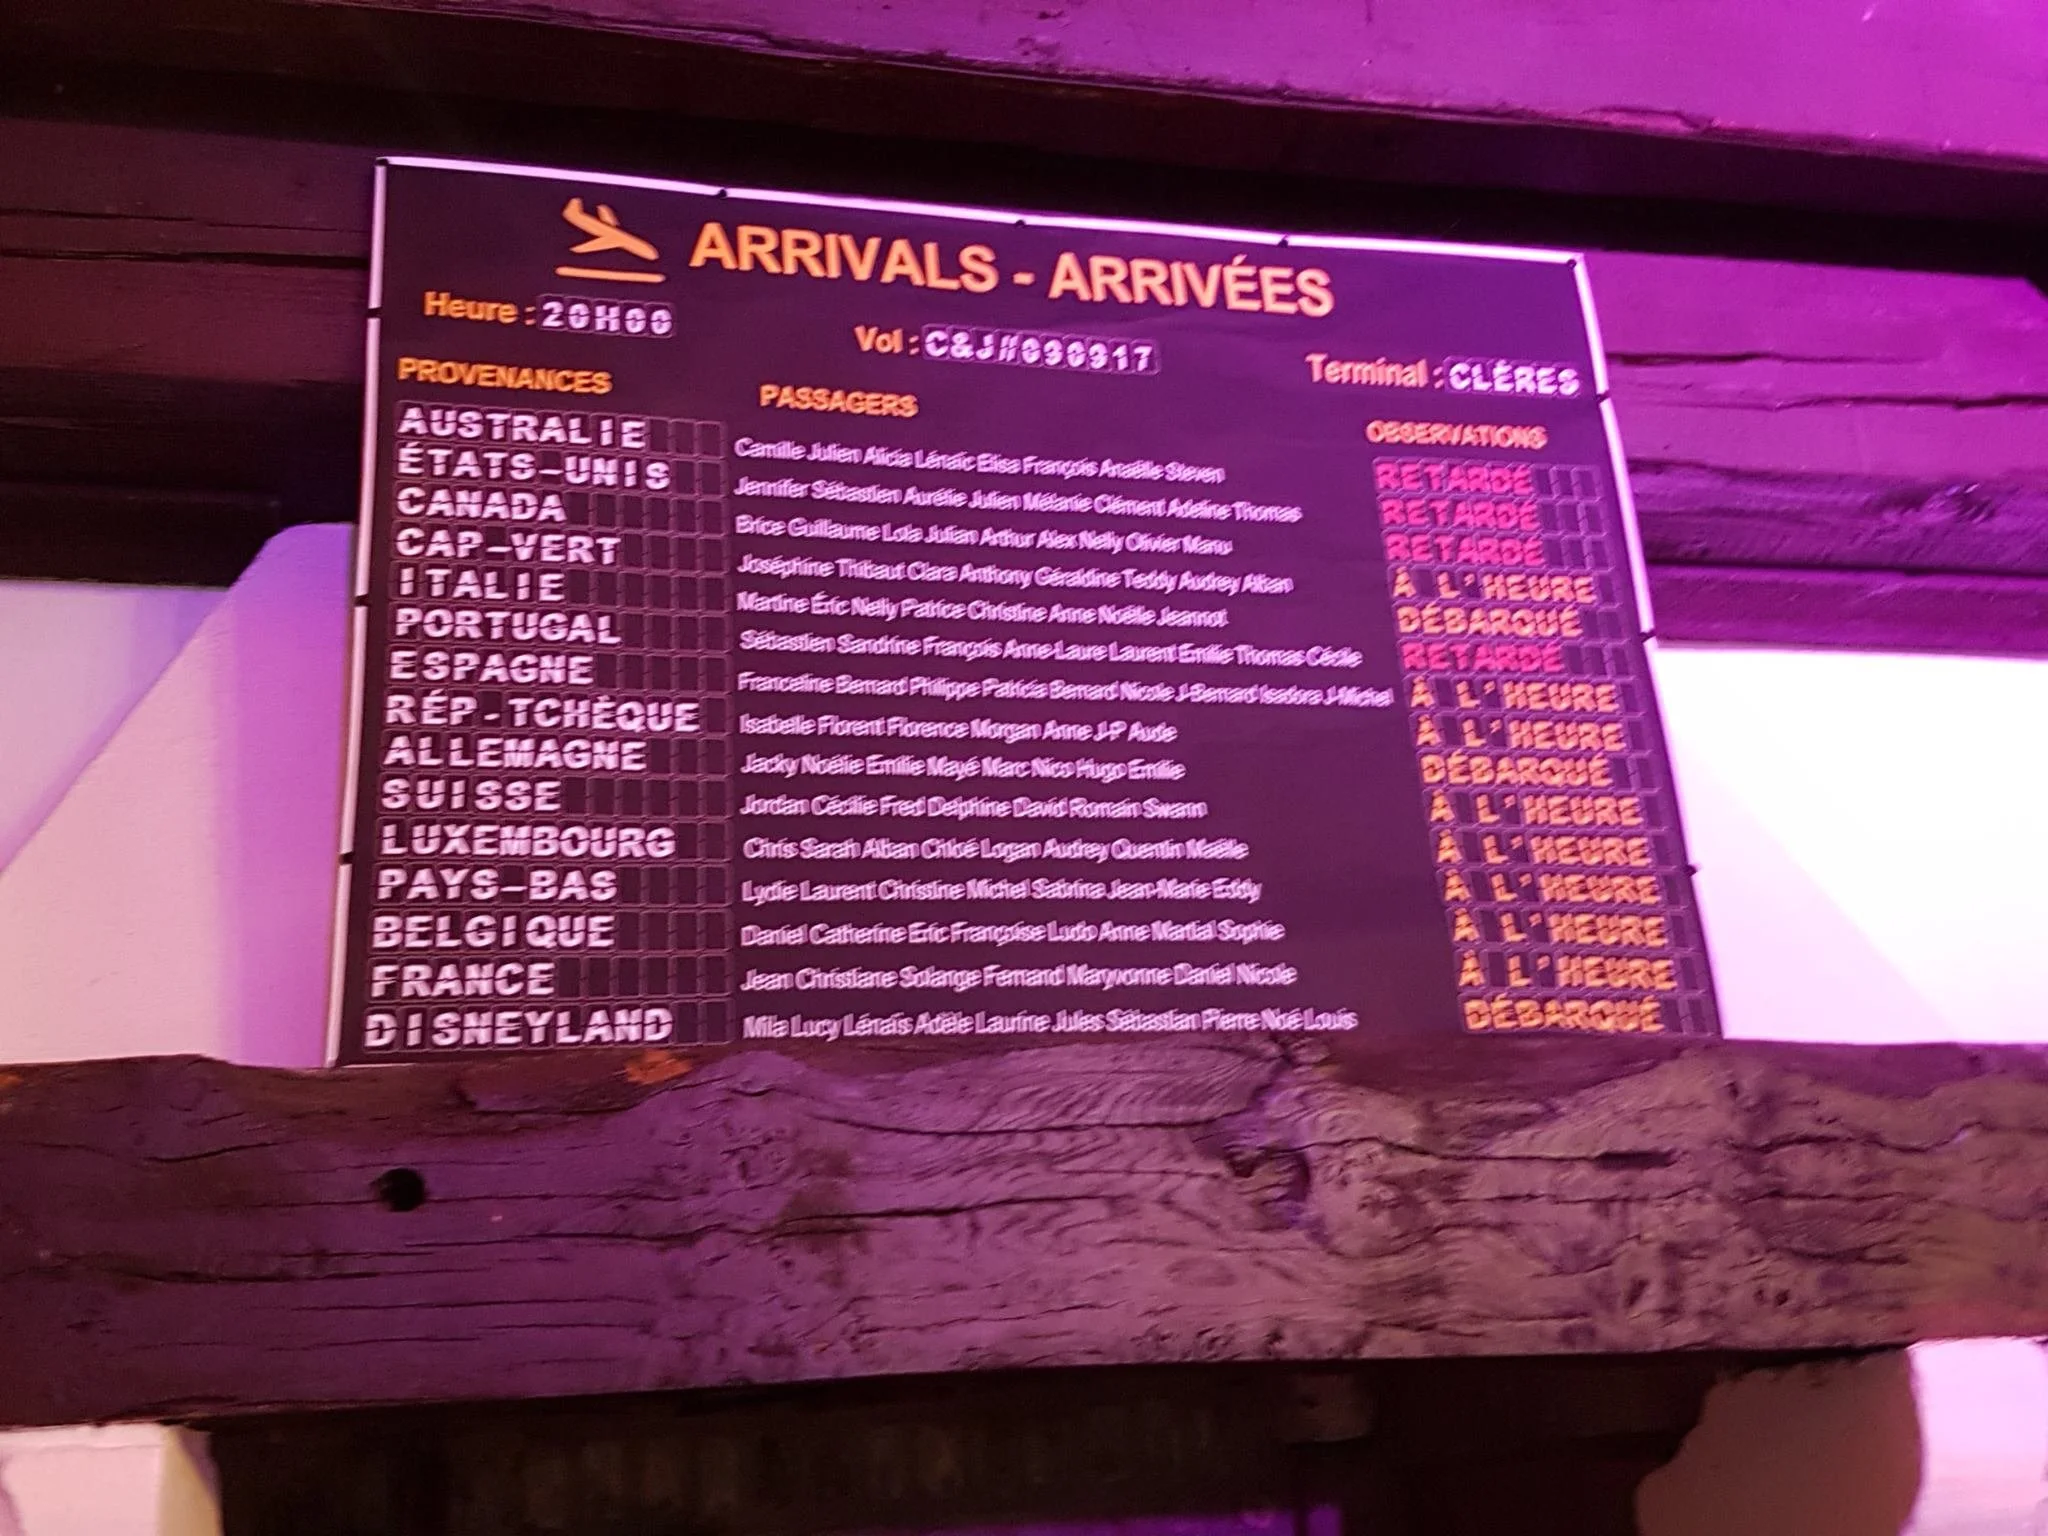 ARRIVALS - ARRIVÉES
Heure : 20H00 Vol : C&J#090917 Terminal : CLÈRES
PROVENANCES PASSAGERS OBSERVATIONS
AUSTRALIE Camille Julien Alicia Lénaïc Elisa François Anaëlle Steven RETARDÉ
ÉTATS-UNIS Jennifer Sébastien Aurélie Julien Mélanie Clément Adeline Thomas RETARDÉ
CANADA Brice Guillaume Lola Julian Arthur Alex Nelly Olivier Manu RETARDÉ
CAP-VERT Joséphine Thibaut Clara Anthony Géraldine Teddy Audrey Alban À L'HEURE
ITALIE Martine Éric Nelly Patrice Christine Anne Noëlle Jeannot DÉBARQUÉ
PORTUGAL Sébastien Sandrine François Anne-Laure Laurent Emilie Thomas Cécile RETARDÉ
ESPAGNE Franceline Bernard Philippe Patricia Bernard Nicole J-Bernard Isadora J-Michel À L'HEURE
RÉP-TCHÈQUE Isabelle Florent Florence Morgan Anne J-P Aude À L'HEURE
ALLEMAGNE Jacky Noélie Emilie Mayé Marc Nico Hugo Emilie DÉBARQUÉ
SUISSE Jordan Cécilie Fred Delphine David Romain Swann À L'HEURE
LUXEMBOURG Chris Sarah Alban Chloé Logan Audrey Quentin Maëlle À L'HEURE
PAYS-BAS Lydie Laurent Christine Michel Sabrina Jean-Marie Eddy À L'HEURE
BELGIQUE Daniel Catherine Eric Françoise Ludo Anne Martial Sophie À L'HEURE
FRANCE Jean Christiane Solange Fernand Maryvonne Daniel Nicole À L'HEURE
DISNEYLAND Mila Lucy Lénaïs Adèle Laurine Jules Sébastian Pierre Noé Louis DÉBARQUÉ